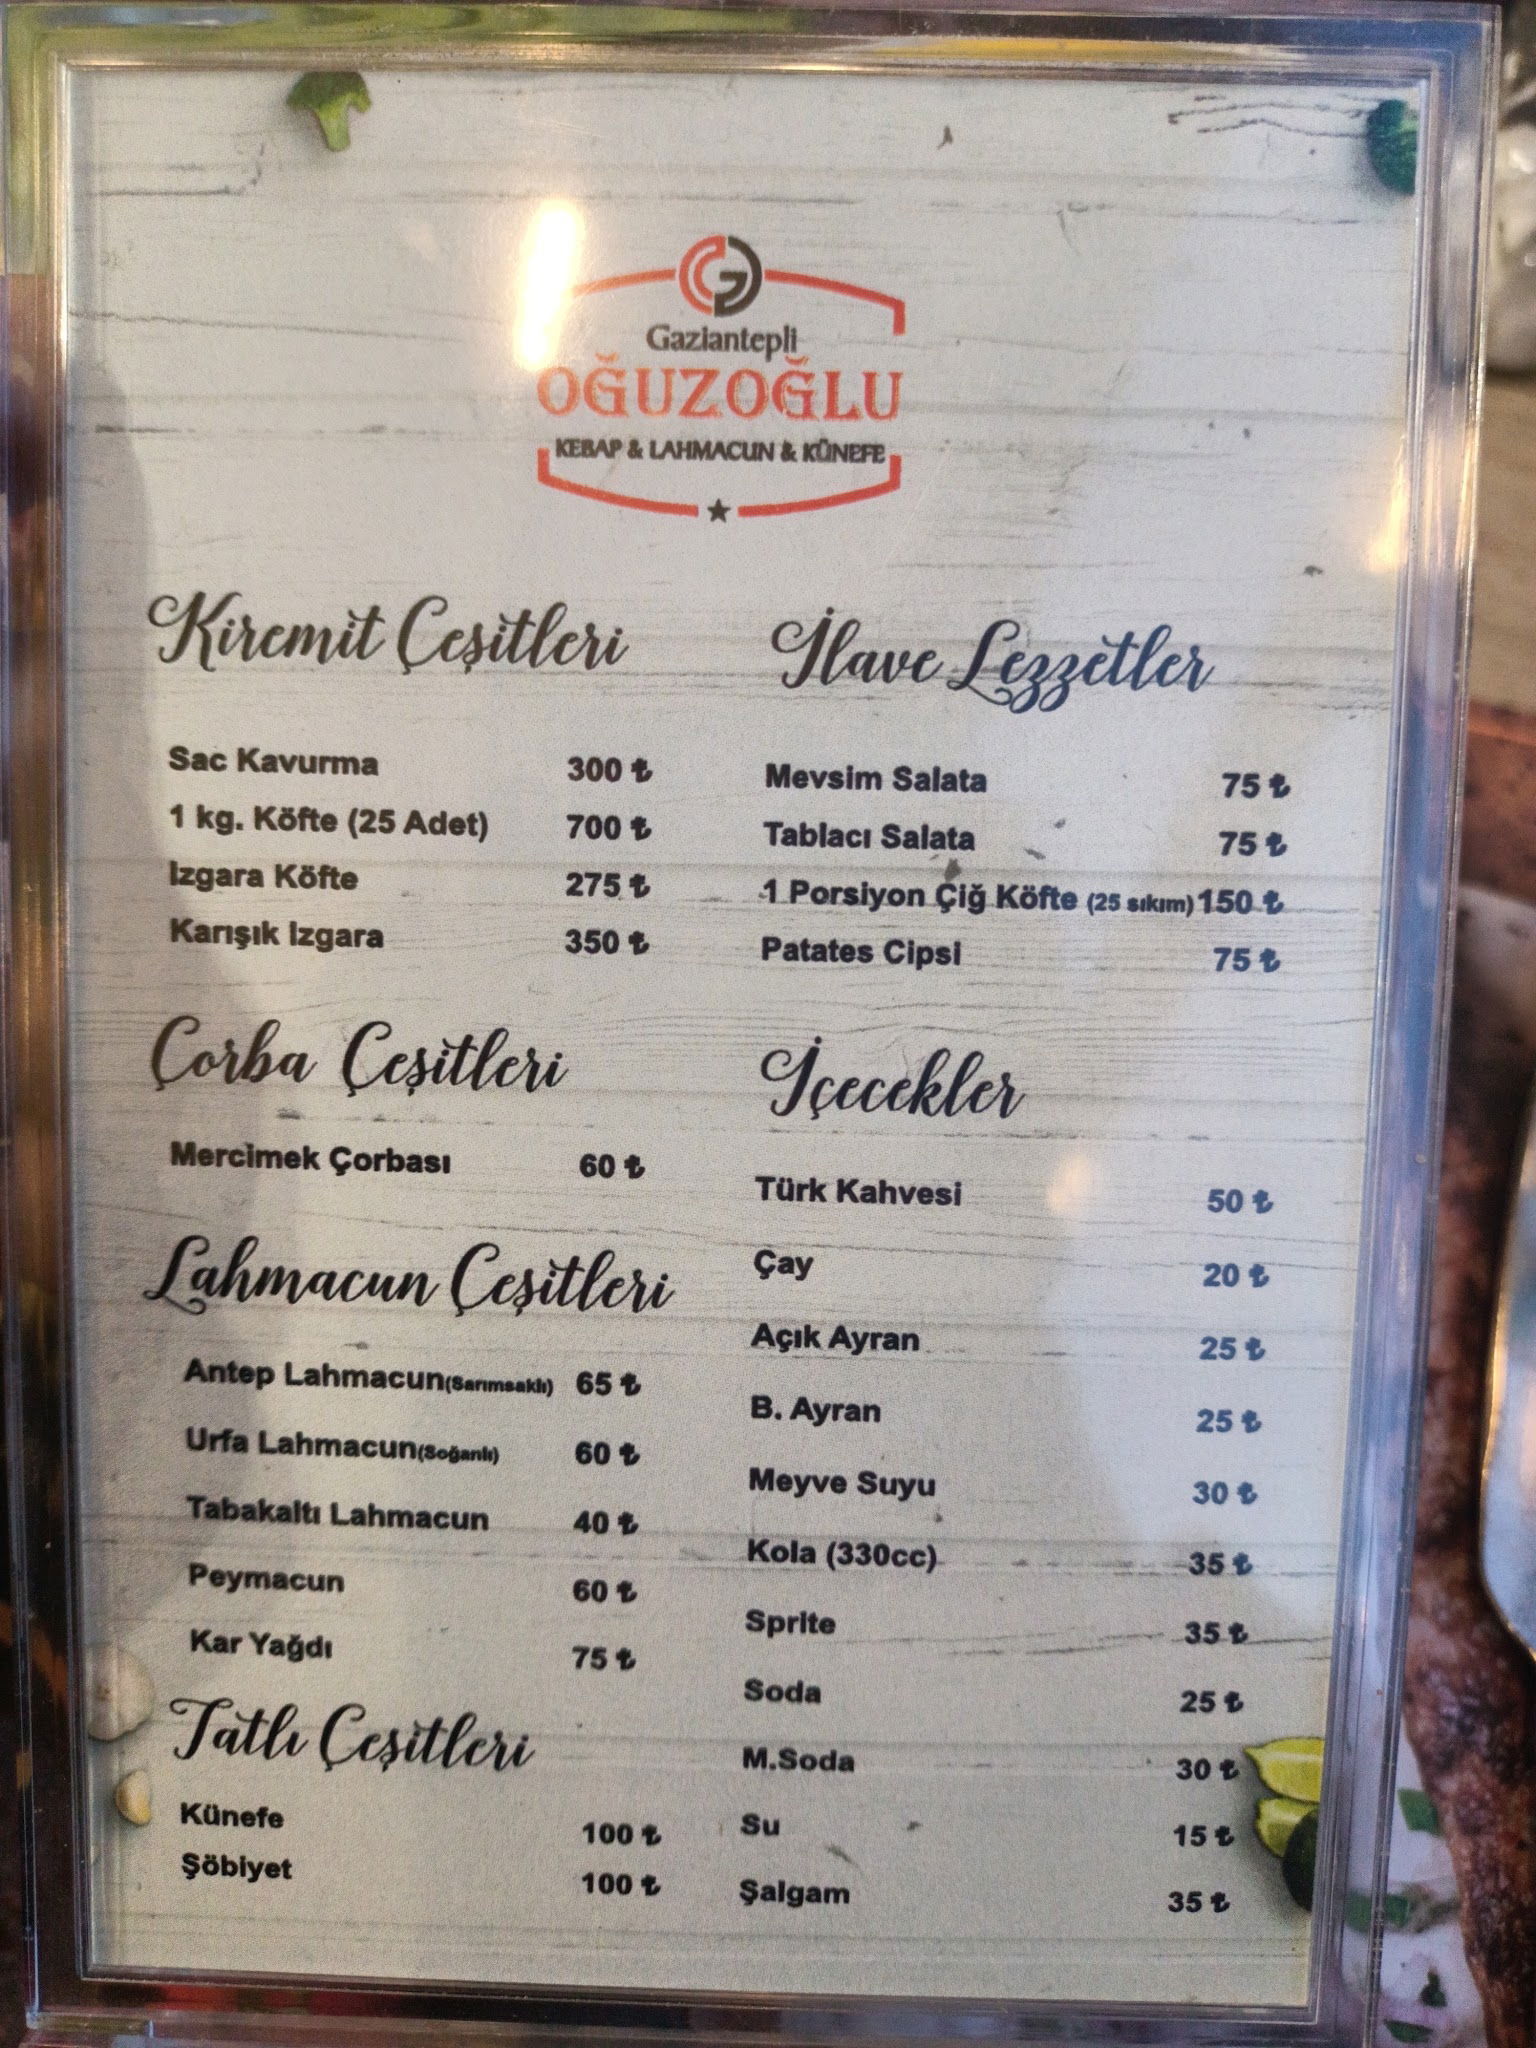 Gaziantepli
OĞUZOĞLU
KEBAP & LAHMACUN & KÜNEFE
Kiremit Çeşitleri
Sac Kavurma 300 ₺
1 kg. Köfte (25 Adet) 700 ₺
Izgara Köfte 275 ₺
Karışık Izgara 350 ₺
Çorba Çeşitleri
Mercimek Çorbası 60 ₺
Lahmacun Çeşitleri
Antep Lahmacun(Sarımsaklı) 65 ₺
Urfa Lahmacun(Soğanlı) 60 ₺
Tabakaltı Lahmacun 40 ₺
Peymacun 60 ₺
Kar Yağdı 75 ₺
Tatlı Çeşitleri
Künefe 100 ₺
Şöbiyet 100 ₺
İlave Lezzetler
Mevsim Salata 75 ₺
Tablacı Salata 75 ₺
1 Porsiyon Çiğ Köfte (25 sıkım) 150 ₺
Patates Cipsi 75 ₺
İçecekler
Türk Kahvesi 50 ₺
Çay 20 ₺
Açık Ayran 25 ₺
B. Ayran 25 ₺
Meyve Suyu 30 ₺
Kola (330cc) 35 ₺
Sprite 35 ₺
Soda 25 ₺
M.Soda 30 ₺
Su 15 ₺
Şalgam 35 ₺